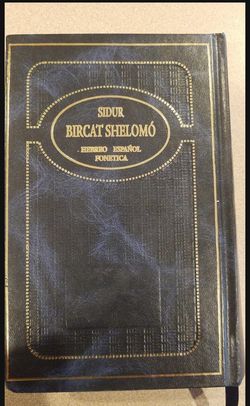 SIDUR
BIRCAT SHELOMÓ
HEBREO ESPAÑOL
FONETICA